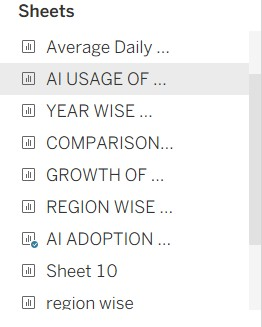 Sheets
Average Daily ...
AI USAGE OF ...
YEAR WISE ...
COMPARISON...
GROWTH OF ...
REGION WISE ...
AI ADOPTION ...
Sheet 10
region wise